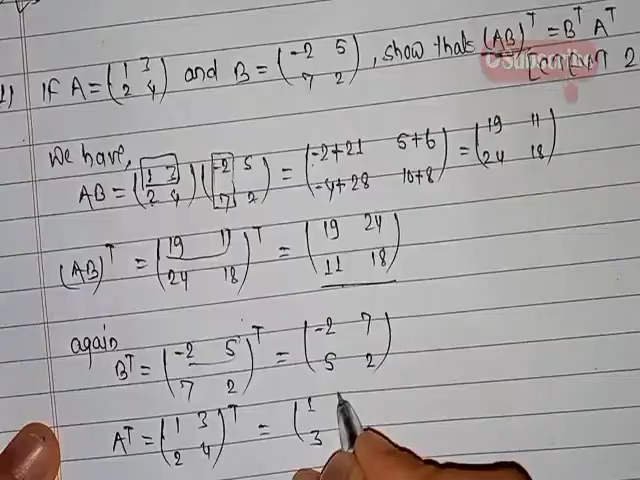 1) If A = (1 3 2 4) and B = (-2 5 7 2), show that (AB)ᵀ = Bᵀ Aᵀ
We have,
AB = (1 3 2 4) (-2 5 7 2) = (-2+21 5+6 -4+28 10+8) = (19 11 24 18)
(AB)ᵀ = (19 11 24 18)ᵀ = (19 24 11 18)
again
Bᵀ = (-2 5 7 2)ᵀ = (-2 7 5 2)
Aᵀ = (1 3 2 4)ᵀ = (1 3